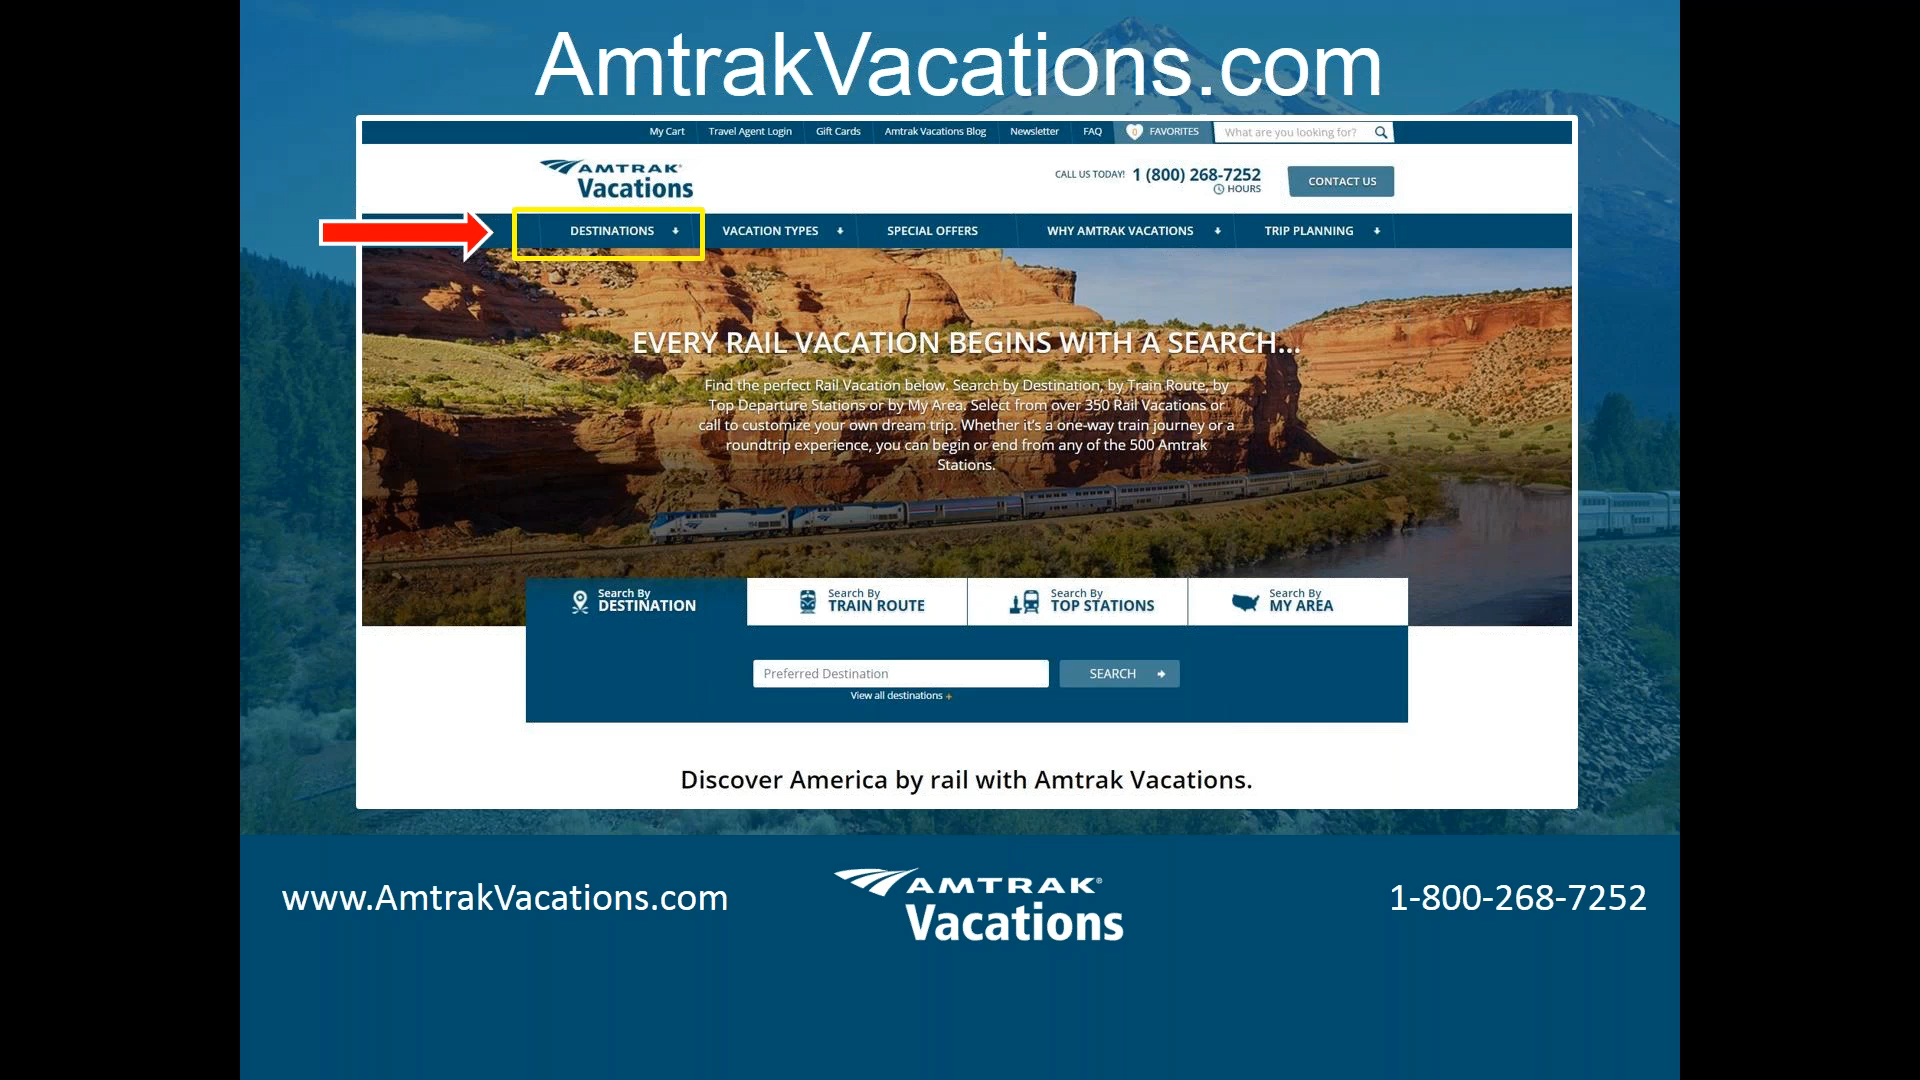 AmtrakVacations.com
My Cart Travel Agent Login Gift Cards Amtrak Vacations Blog Newsletter FAQ 0 FAVORITES What are you looking for?
AMTRAK®
Vacations
CALL US TODAY! 1 (800) 268-7252
HOURS
CONTACT US
DESTINATIONS VACATION TYPES SPECIAL OFFERS WHY AMTRAK VACATIONS TRIP PLANNING
EVERY RAIL VACATION BEGINS WITH A SEARCH...
Find the perfect Rail Vacation below. Search by Destination, by Train Route, by
Top Departure Stations or by My Area. Select from over 350 Rail Vacations or
call to customize your own dream trip. Whether it's a one-way train journey or a
roundtrip experience, you can begin or end from any of the 500 Amtrak
Stations.
Search By
DESTINATION
Search By
TRAIN ROUTE
Search By
TOP STATIONS
Search By
MY AREA
Preferred Destination
SEARCH
View all destinations +
Discover America by rail with Amtrak Vacations.
www.AmtrakVacations.com
AMTRAK®
Vacations
1-800-268-7252